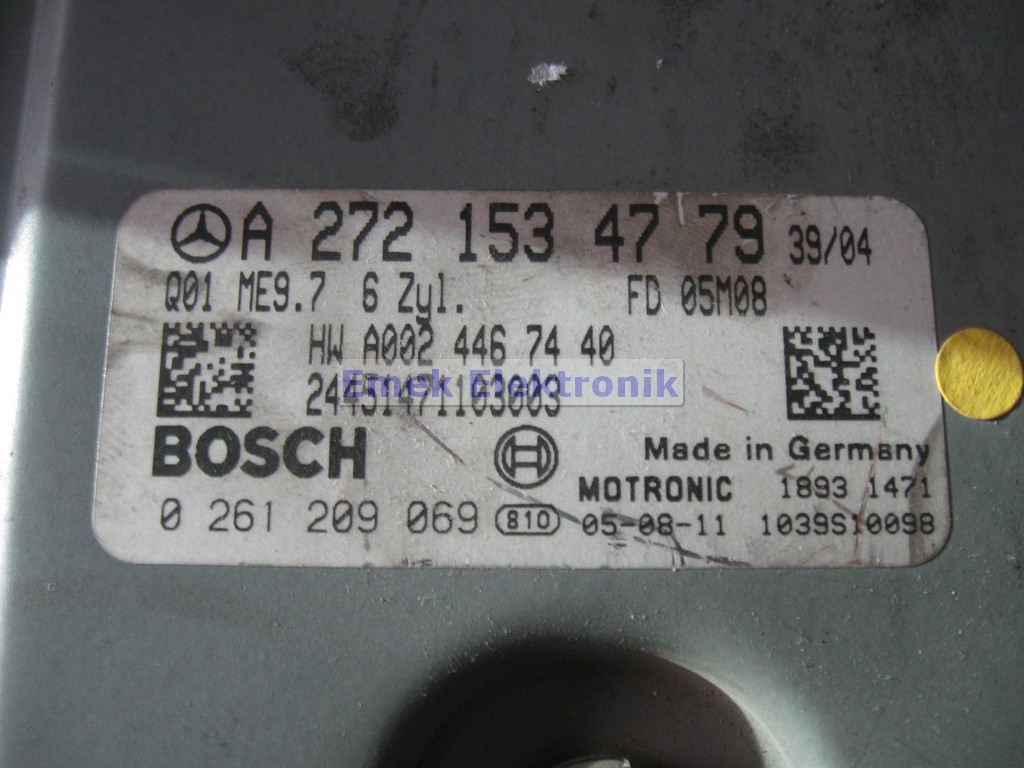 A 272 153 47 79 39/04
Q01 ME9.7 6 Zyl. FD 05M08
HW A002 446 74 40
24431471103003
Emek Elektronik
BOSCH
Made in Germany
MOTRONIC 1893 1471
0 261 209 069 810 05-08-11 1039S10098